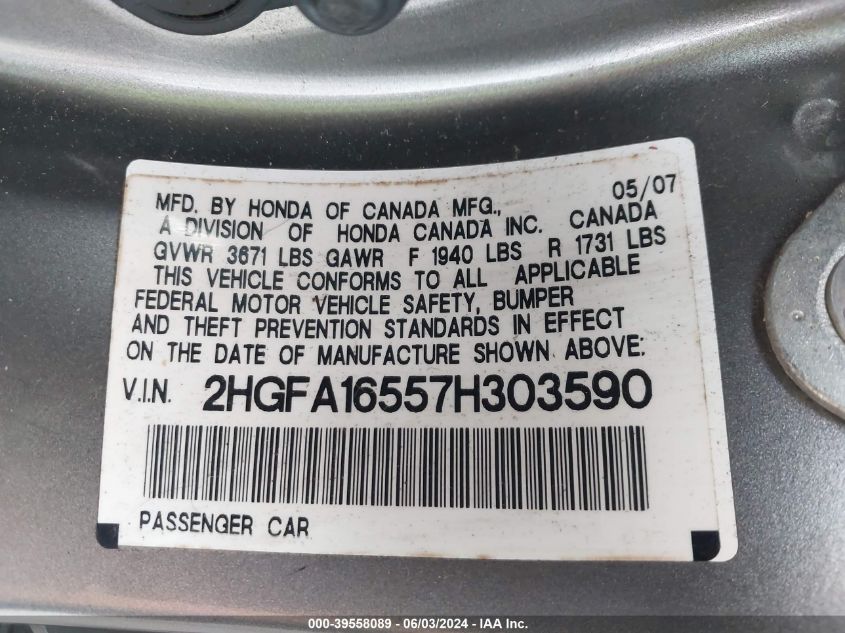 05/07
MFD. BY HONDA OF CANADA MFG.,
A DIVISION OF HONDA CANADA INC. CANADA
GVWR 3671 LBS GAWR F 1940 LBS R 1731 LBS
THIS VEHICLE CONFORMS TO ALL APPLICABLE
FEDERAL MOTOR VEHICLE SAFETY, BUMPER
AND THEFT PREVENTION STANDARDS IN EFFECT
ON THE DATE OF MANUFACTURE SHOWN ABOVE:
V.I.N. 2HGFA16557H303590
PASSENGER CAR
000-39558089 - 06/03/2024 - IAA Inc.